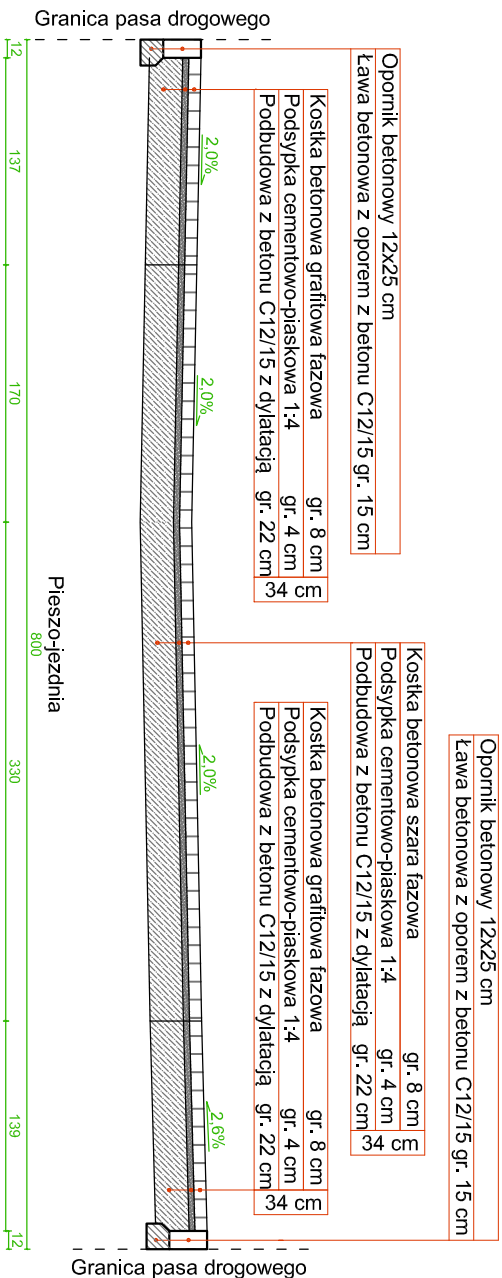 Granica pasa drogowego
Opornik betonowy 12x25 cm
Ława betonowa z oporem z betonu C12/15 gr. 15 cm
Kostka betonowa grafitowa fazowa gr. 8 cm
Podsypka cementowo-piaskowa 1:4 gr. 4 cm
Podbudowa z betonu C12/15 z dylatacją gr. 22 cm
34 cm
Kostka betonowa szara fazowa gr. 8 cm
Podsypka cementowo-piaskowa 1:4 gr. 4 cm
Podbudowa z betonu C12/15 z dylatacją gr. 22 cm
34 cm
Opornik betonowy 12x25 cm
Ława betonowa z oporem z betonu C12/15 gr. 15 cm
Kostka betonowa grafitowa fazowa gr. 8 cm
Podsypka cementowo-piaskowa 1:4 gr. 4 cm
Podbudowa z betonu C12/15 z dylatacją gr. 22 cm
34 cm
2,0%
2,0%
2,0%
2,6%
Pieszo-jezdnia
800
12
137
170
330
139
12
Granica pasa drogowego